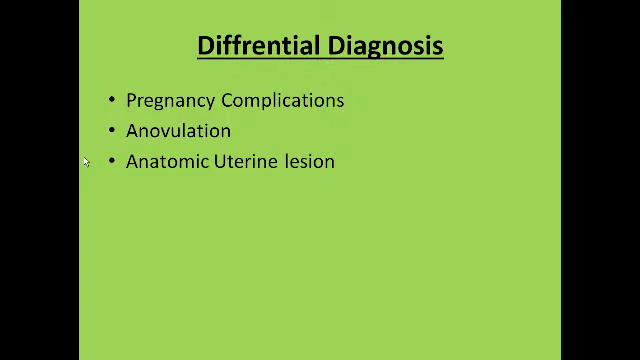 Diffrential Diagnosis
• Pregnancy Complications
• Anovulation
• Anatomic Uterine lesion